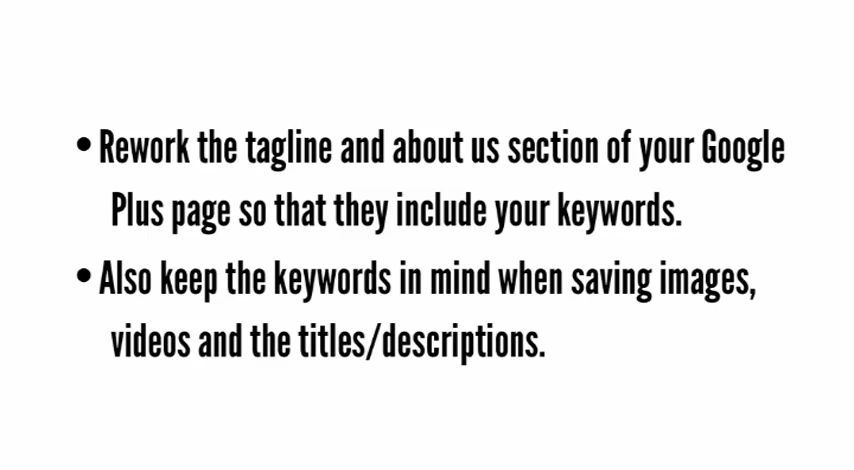 • Rework the tagline and about us section of your Google
Plus page so that they include your keywords.
• Also keep the keywords in mind when saving images,
videos and the titles/descriptions.